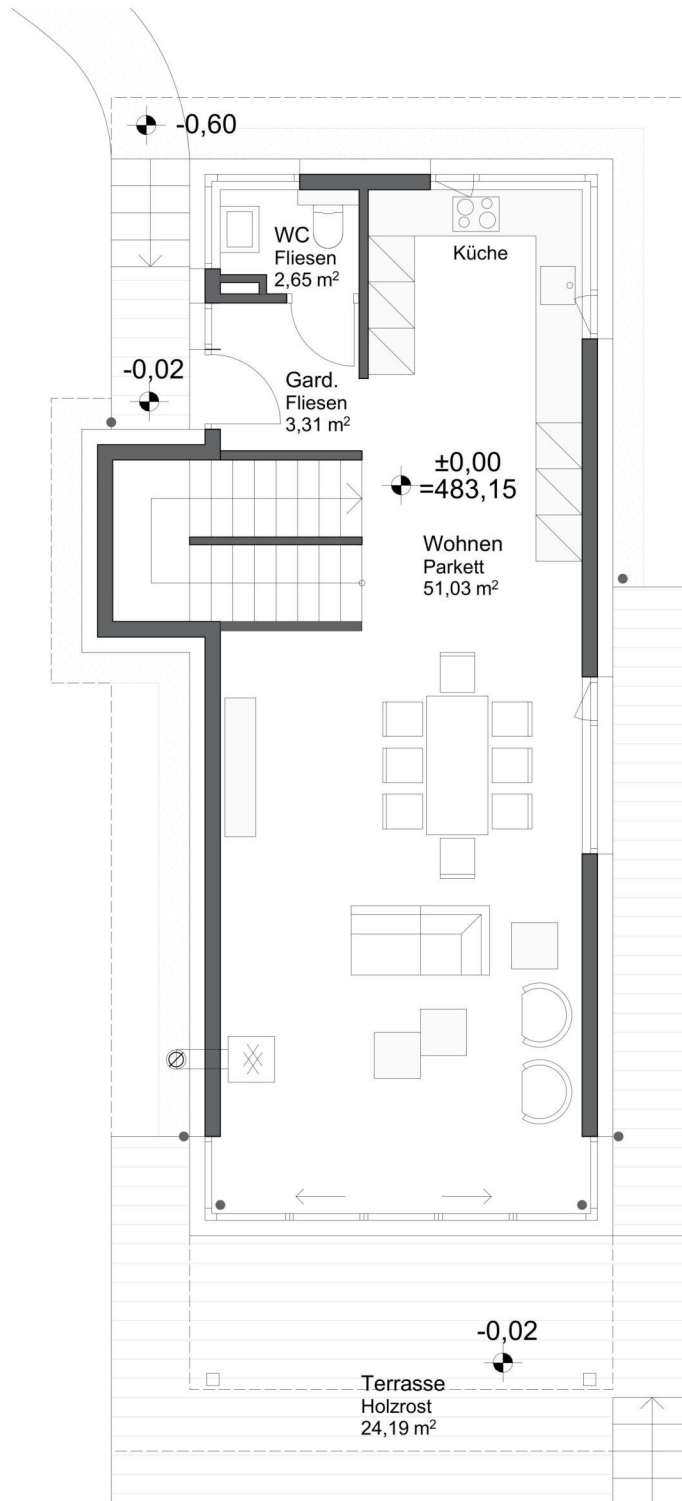 -0,60
WC
Fliesen
2,65 m²
Küche
-0,02
Gard.
Fliesen
3,31 m²
±0,00
=483,15
Wohnen
Parkett
51,03 m²
-0,02
Terrasse
Holzrost
24,19 m²